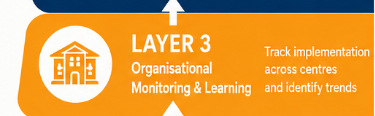 LAYER 3
Organisational
Monitoring & Learning
Track implementation
across centres
and identify trends